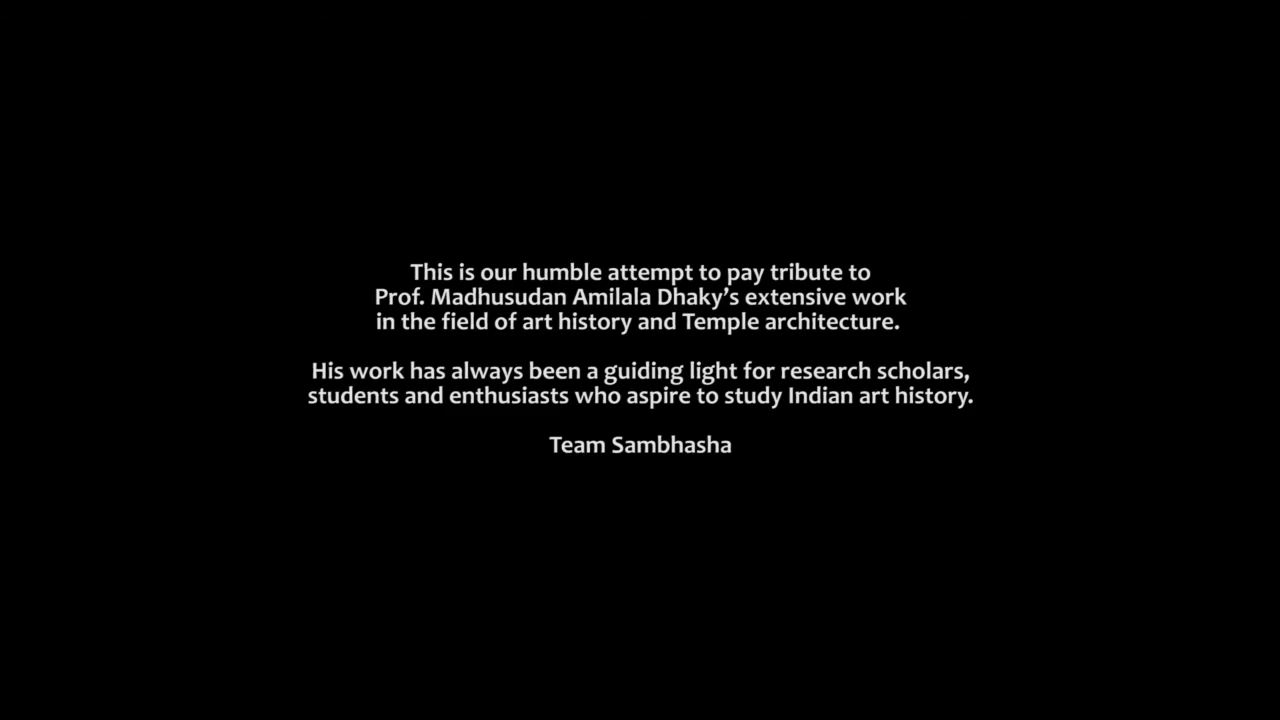 This is our humble attempt to pay tribute to
Prof. Madhusudan Amilala Dhaky’s extensive work
in the field of art history and Temple architecture.
His work has always been a guiding light for research scholars,
students and enthusiasts who aspire to study Indian art history.
Team Sambhasha